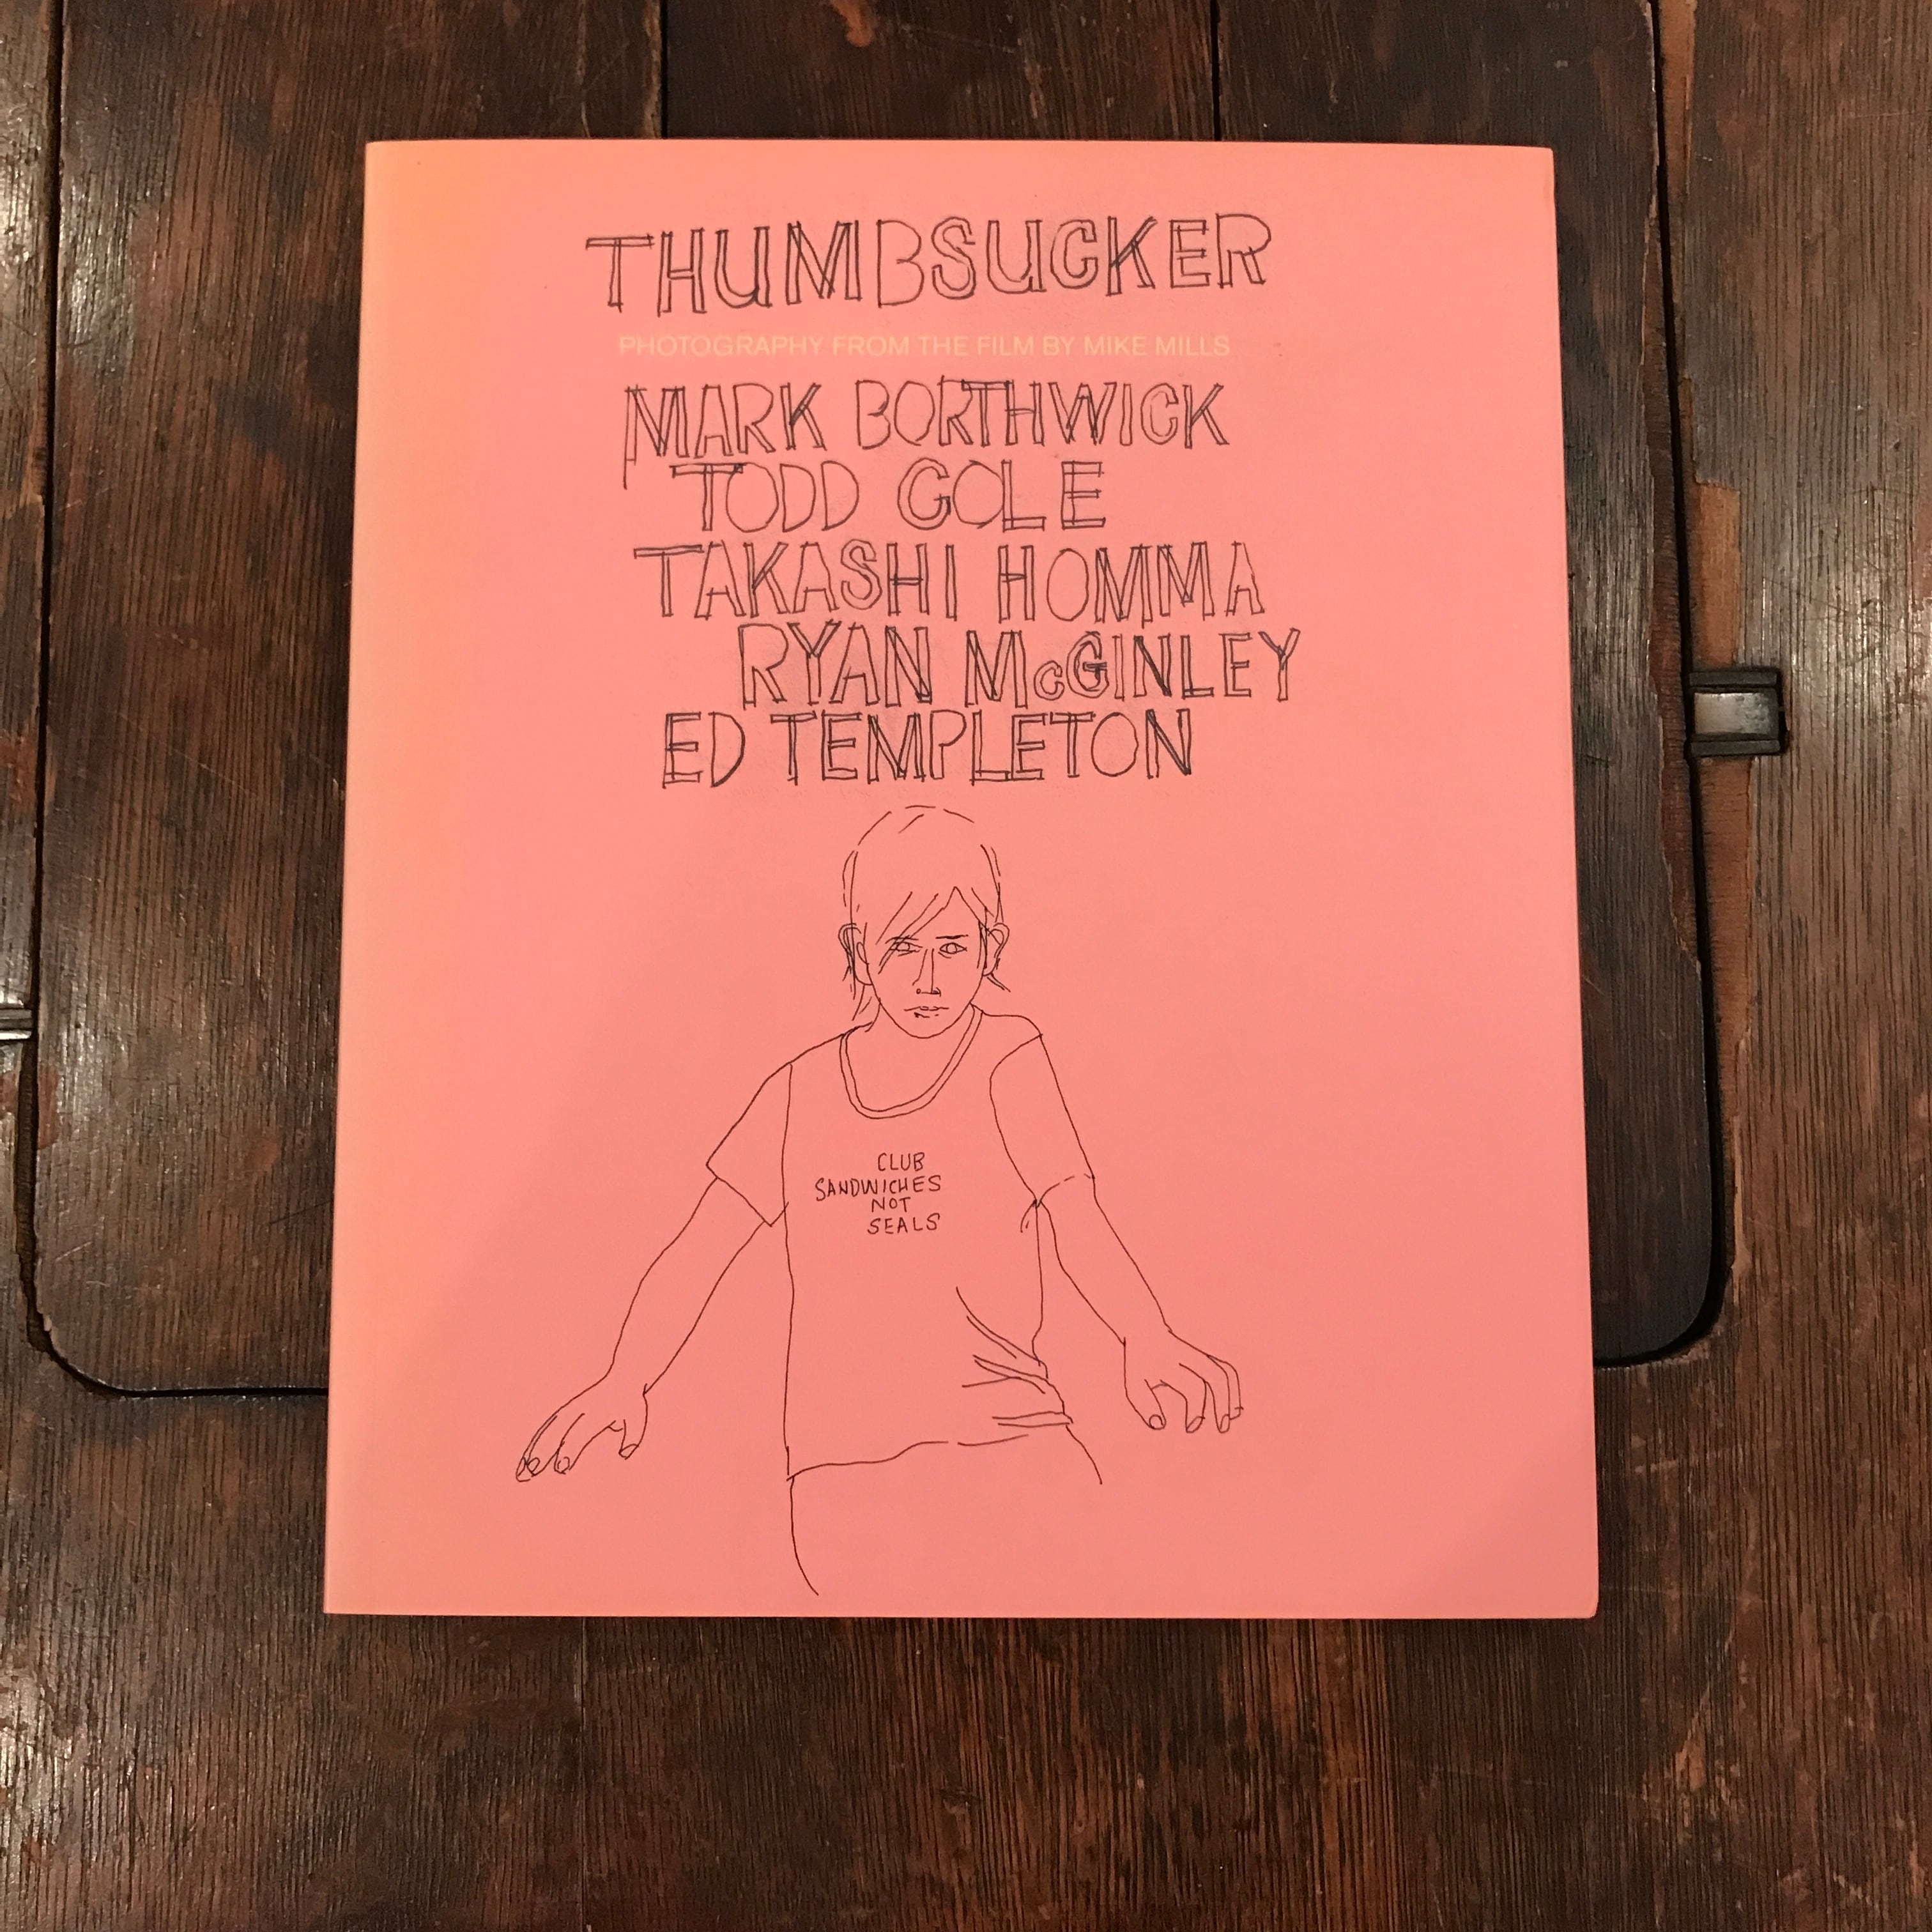 THUMBSUCKER
PHOTOGRAPHY FROM THE FILM BY MIKE MILLS
MARK BORTHWICK
TODD COLE
TAKASHI HOMMA
RYAN McGINLEY
ED TEMPLETON
CLUB
SANDWICHES
NOT
SEALS